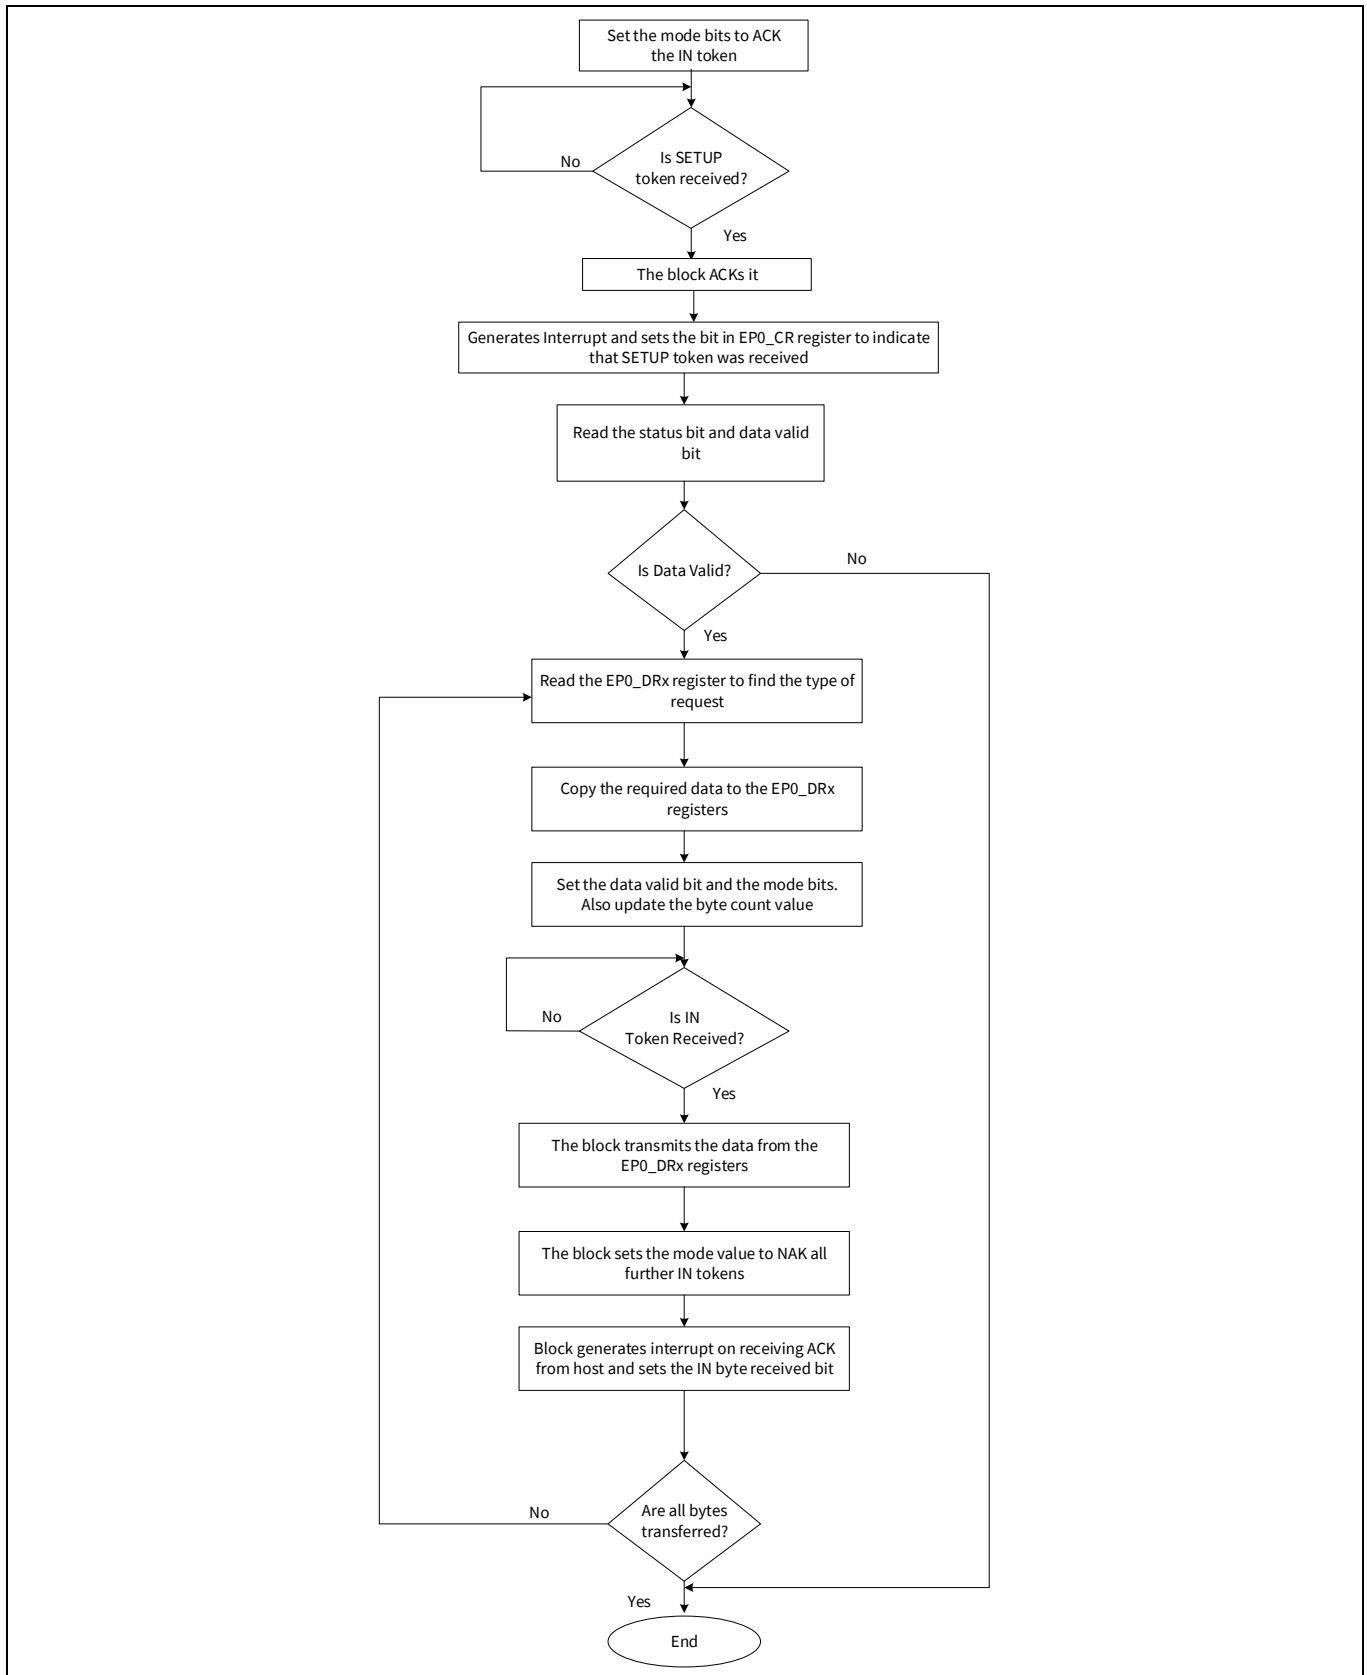 Set the mode bits to ACK
the IN token
No
Is SETUP
token received?
Yes
The block ACKs it
Generates Interrupt and sets the bit in EP0_CR register to indicate
that SETUP token was received
Read the status bit and data valid
bit
Is Data Valid?
No
Yes
Read the EP0_DRx register to find the type of
request
Copy the required data to the EP0_DRx
registers
Set the data valid bit and the mode bits.
Also update the byte count value
No
Is IN
Token Received?
Yes
The block transmits the data from the
EP0_DRx registers
The block sets the mode value to NAK all
further IN tokens
Block generates interrupt on receiving ACK
from host and sets the IN byte received bit
No
Are all bytes
transferred?
Yes
End